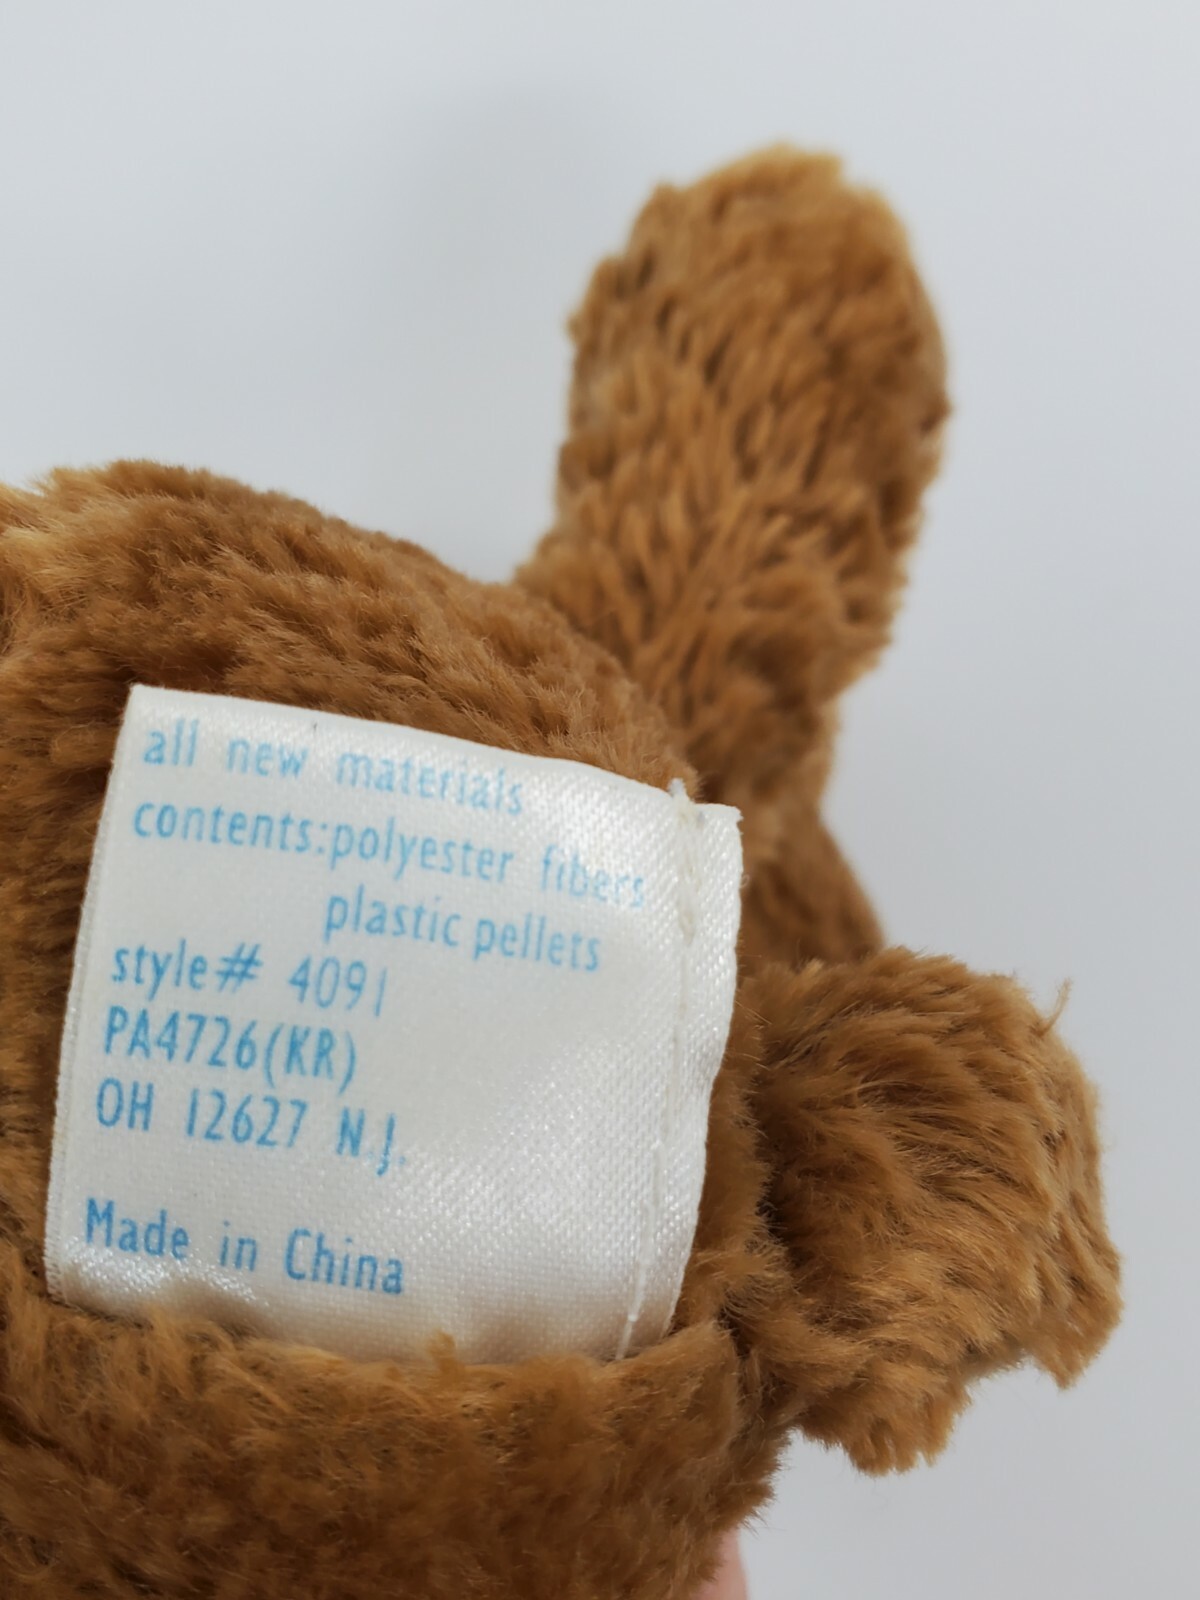 all new materials
contents:polyester fibers
plastic pellets
style# 4091
PA4726(KR)
OH 12627 N.J.
Made in China